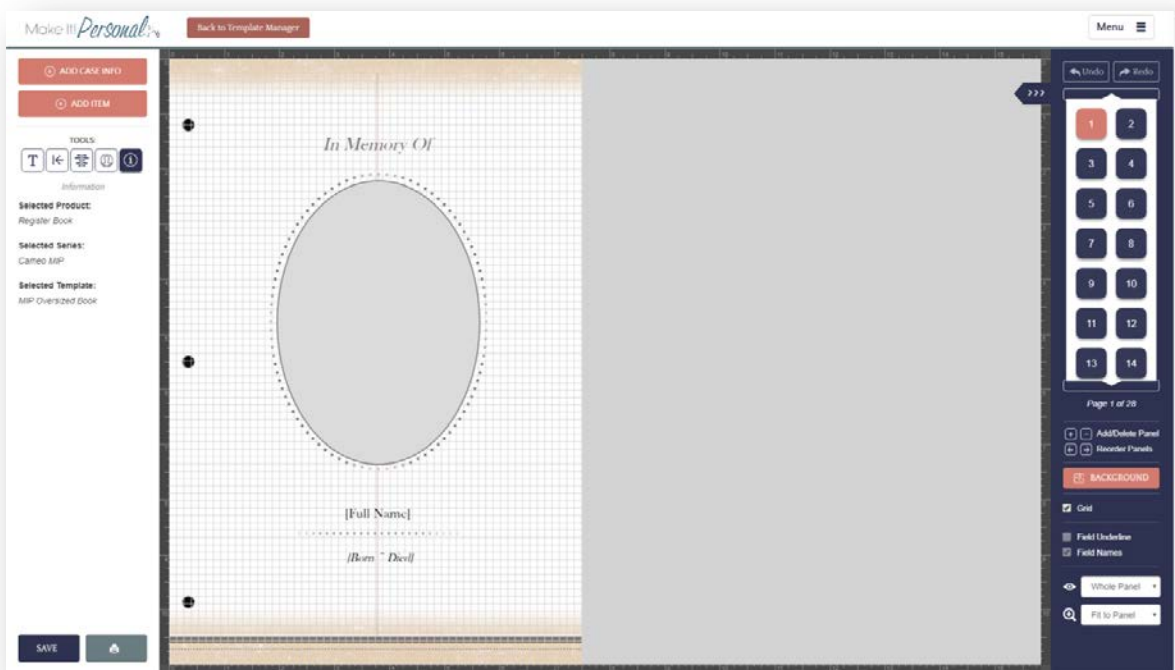 Make It! Personal
Back to Template Manager
Menu
ADD CASE INFO
ADD ITEM
TOOLS:
T
Information
Selected Product:
Register Book
Selected Series:
Cameo MIP
Selected Template:
MIP Oversized Book
SAVE
In Memory Of
[Full Name]
[Born ~ Died]
>>>
Undo
Redo
1 2
3 4
5 6
7 8
9 10
11 12
13 14
Page 1 of 28
Add/Delete Panel
Reorder Panels
BACKGROUND
Grid
Field Underline
Field Names
Whole Panel
Fit to Panel